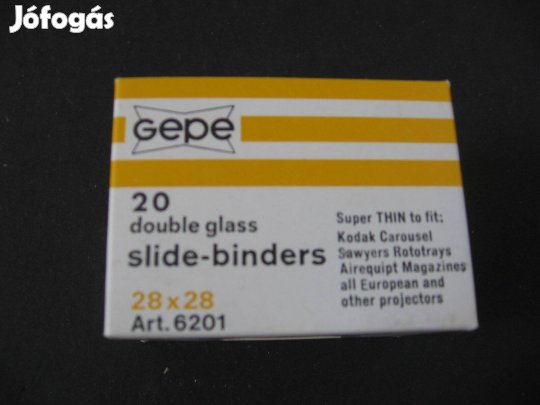 Jófogás
Gepe
20
double glass
slide-binders
28 x 28
Art. 6201
Super THIN to fit:
Kodak Carousel
Sawyers Rototrays
Airequipt Magazines
all European and
other projectors